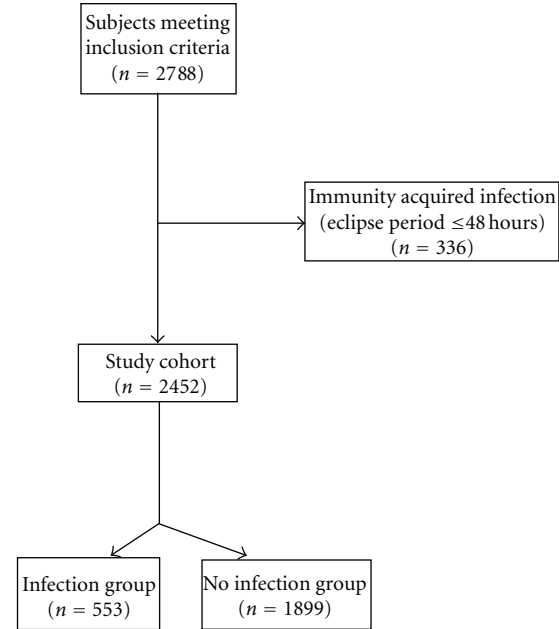 Subjects meeting
inclusion criteria
(n = 2788)
Immunity acquired infection
(eclipse period ≤48 hours)
(n = 336)
Study cohort
(n = 2452)
Infection group
(n = 553)
No infection group
(n = 1899)